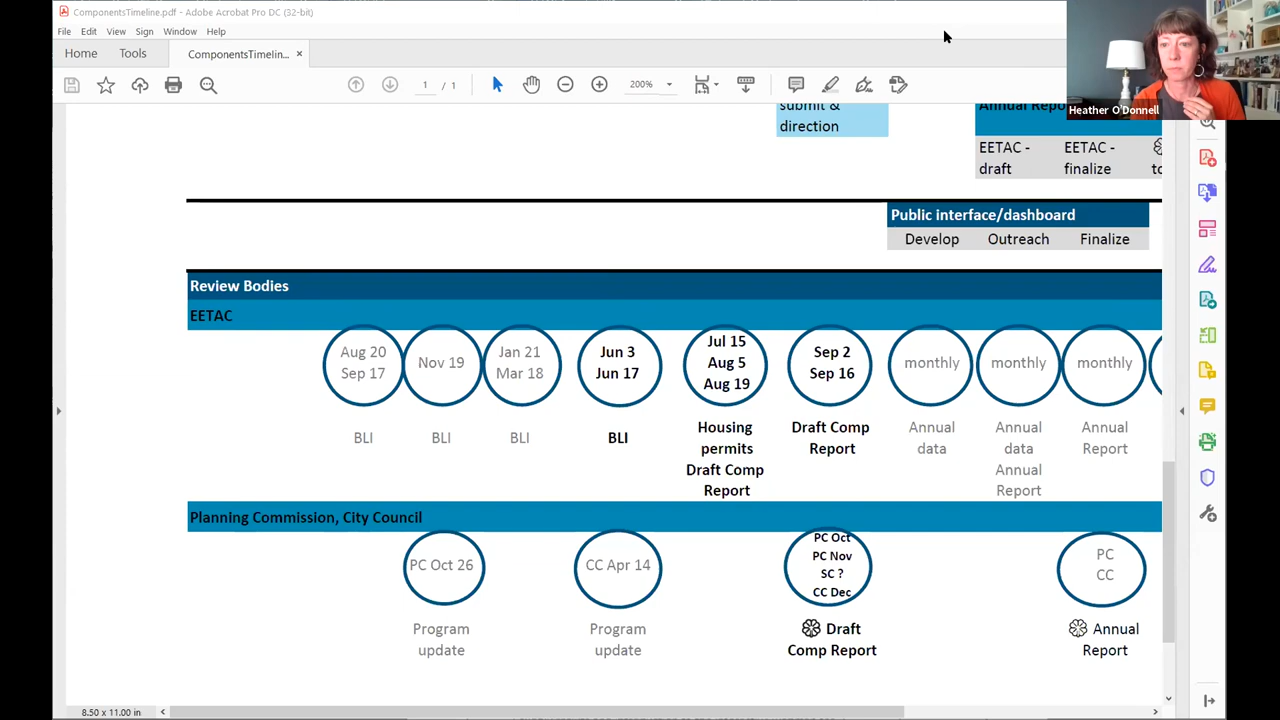 ComponentsTimeline.pdf - Adobe Acrobat Pro DC (32-bit)
File Edit View Sign Window Help
Home Tools ComponentsTimelin... ×
1 / 1 200%
Heather O'Donnell
submit &
direction
EETAC -
draft
EETAC -
finalize
Public interface/dashboard
Develop Outreach Finalize
Review Bodies
EETAC
Aug 20
Sep 17
Nov 19
Jan 21
Mar 18
Jun 3
Jun 17
Jul 15
Aug 5
Aug 19
Sep 2
Sep 16
monthly
monthly
monthly
BLI
BLI
BLI
BLI
Housing
permits
Draft Comp
Report
Draft Comp
Report
Annual
data
Annual
data
Annual
Report
Annual
Report
Planning Commission, City Council
PC Oct 26
CC Apr 14
PC Oct
PC Nov
SC ?
CC Dec
PC
CC
Program
update
Program
update
Draft
Comp Report
Annual
Report
8.50 x 11.00 in